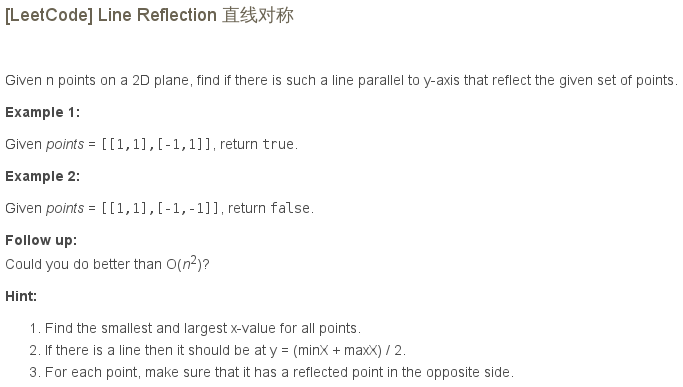 [LeetCode] Line Reflection 直线对称
Given n points on a 2D plane, find if there is such a line parallel to y-axis that reflect the given set of points.
Example 1:
Given points = [[1,1],[-1,1]], return true.
Example 2:
Given points = [[1,1],[-1,-1]], return false.
Follow up:
Could you do better than O(n²)?
Hint:
1. Find the smallest and largest x-value for all points.
2. If there is a line then it should be at y = (minX + maxX) / 2.
3. For each point, make sure that it has a reflected point in the opposite side.